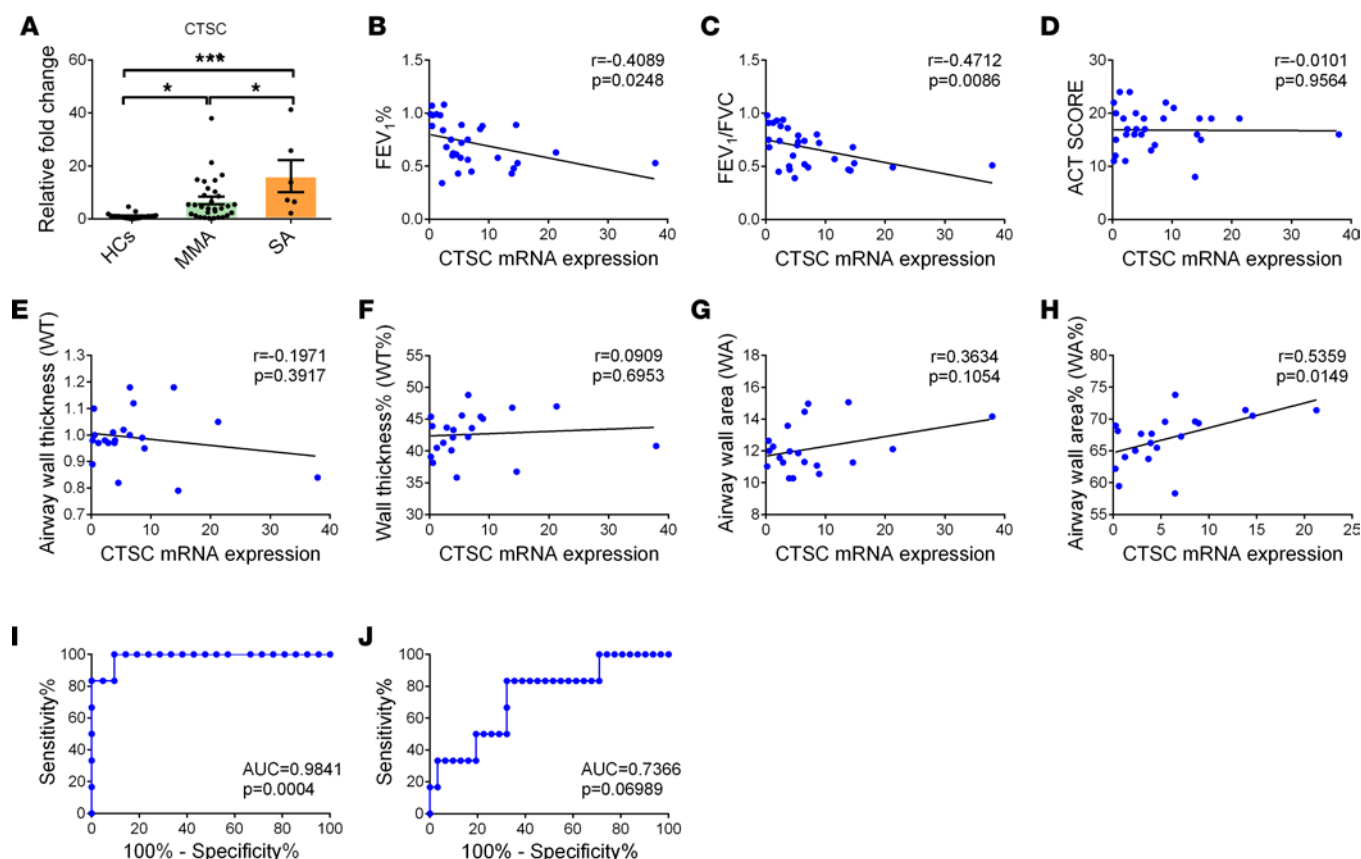 A
CTSC
Relative fold change
60
40
20
0
***
*
*
HCs
MMA
SA
B
FEV₁%
1.5
1.0
0.5
0.0
r=-0.4089
p=0.0248
0
10
20
30
40
CTSC mRNA expression
C
FEV₁/FVC
1.5
1.0
0.5
0.0
r=-0.4712
p=0.0086
0
10
20
30
40
CTSC mRNA expression
D
ACT SCORE
30
20
10
0
r=-0.0101
p=0.9564
0
10
20
30
40
CTSC mRNA expression
E
Airway wall thickness (WT)
1.3
1.2
1.1
1.0
0.9
0.8
0.7
r=-0.1971
p=0.3917
0
10
20
30
40
CTSC mRNA expression
F
Wall thickness% (WT%)
55
50
45
40
35
30
r=0.0909
p=0.6953
0
10
20
30
40
CTSC mRNA expression
G
Airway wall area (WA)
18
16
14
12
10
8
r=0.3634
p=0.1054
0
10
20
30
40
CTSC mRNA expression
H
Airway wall area% (WA%)
80
75
70
65
60
55
r=0.5359
p=0.0149
0
5
10
15
20
25
CTSC mRNA expression
I
Sensitivity%
100
80
60
40
20
0
AUC=0.9841
p=0.0004
0
20
40
60
80
100
100% - Specificity%
J
Sensitivity%
100
80
60
40
20
0
AUC=0.7366
p=0.06989
0
20
40
60
80
100
100% - Specificity%